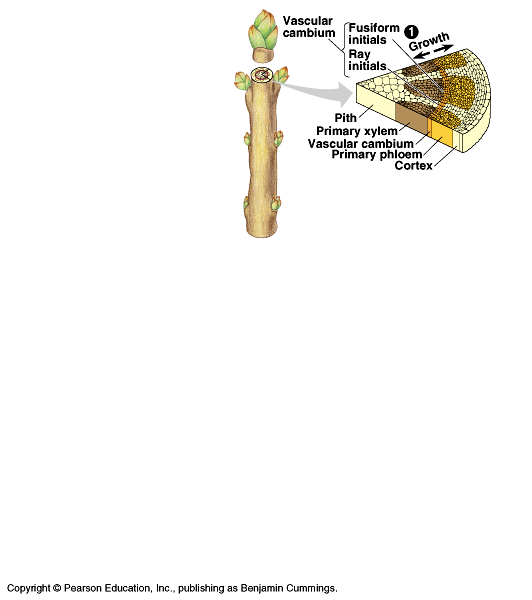 Vascular
cambium
Fusiform
initials
Ray
initials
1
Growth
Pith
Primary xylem
Vascular cambium
Primary phloem
Cortex
Copyright © Pearson Education, Inc., publishing as Benjamin Cummings.